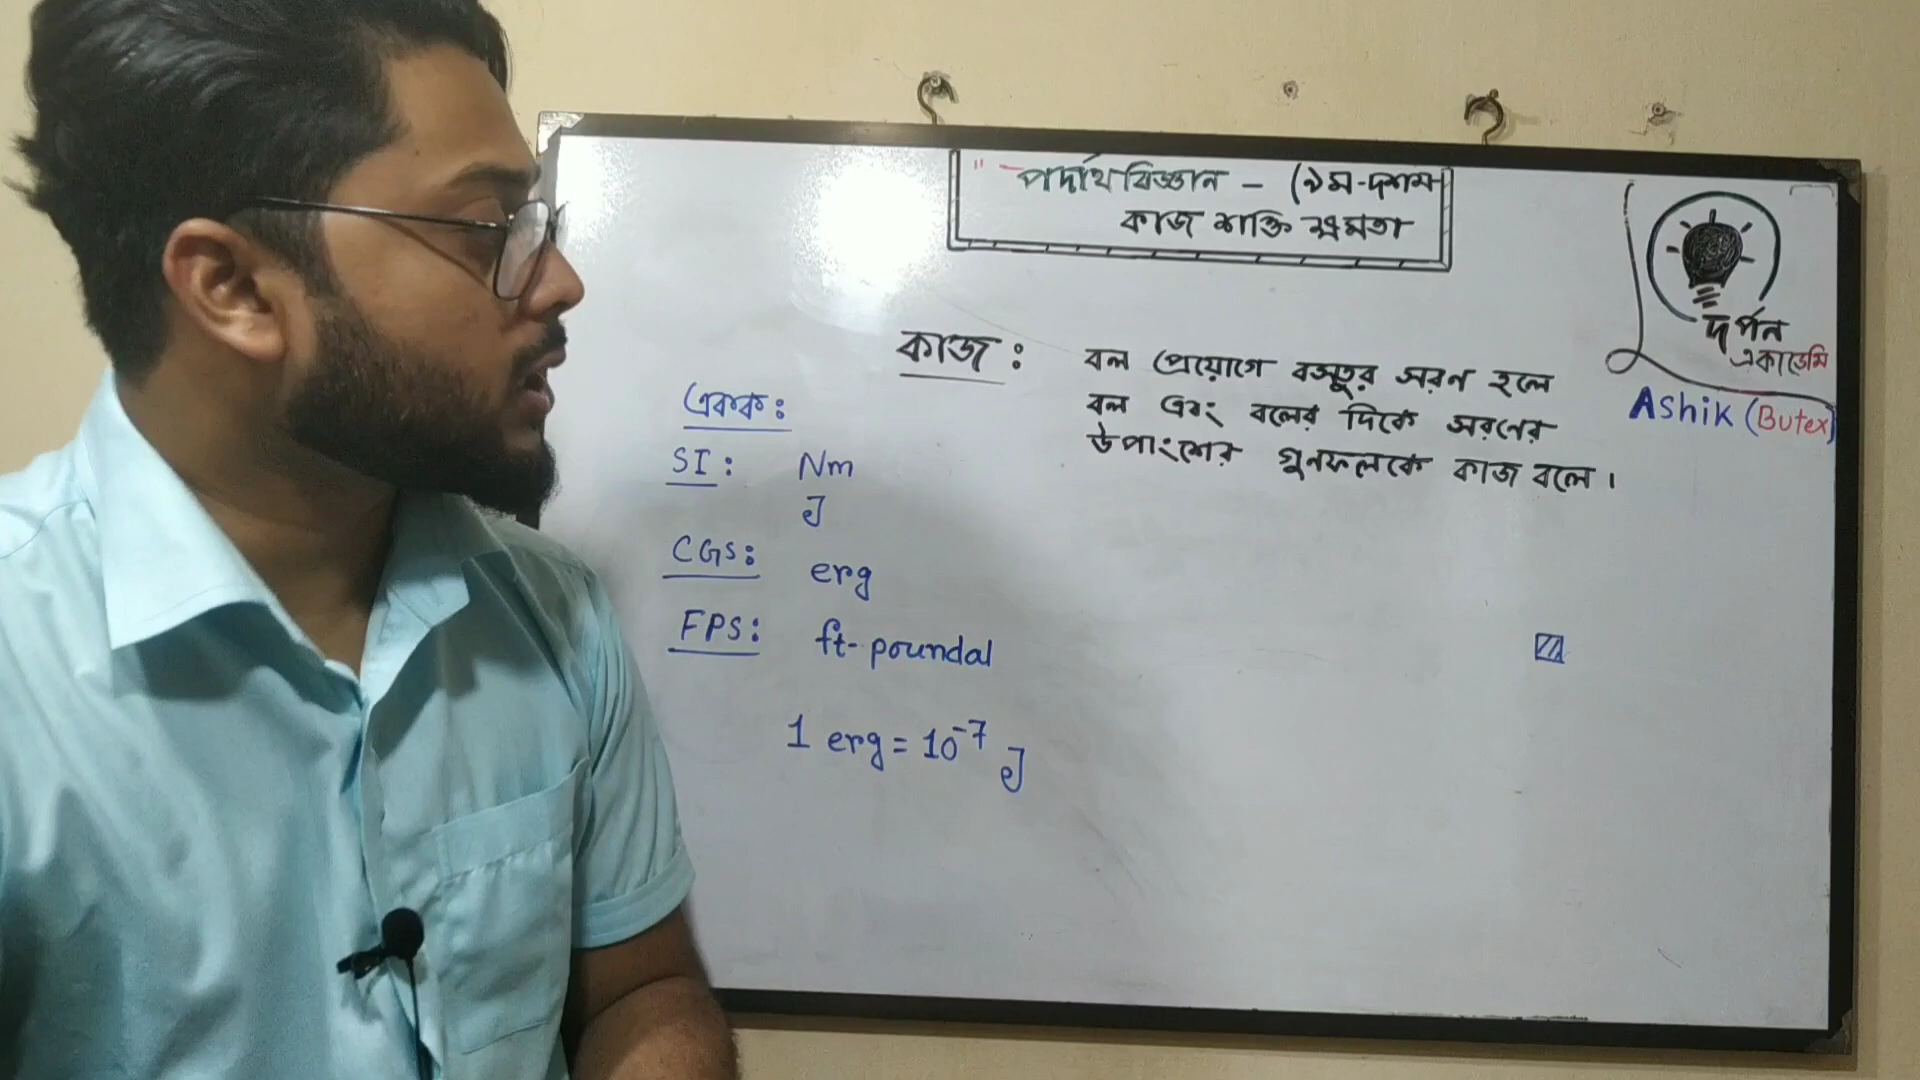 পদার্থবিজ্ঞান - (৯ম-দশম
কাজ শক্তি ক্ষমতা
দর্পন
একাডেমি
Ashik (Butex)
কাজ :
বল প্রয়োগে বস্তুর সরণ হলে
বল এবং বলের দিকে সরণের
উপাংশের গুনফলকে কাজ বলে।
একক:
SI: Nm
J
CGS: erg
FPS: ft-poundal
1 erg = 10⁻⁷ J